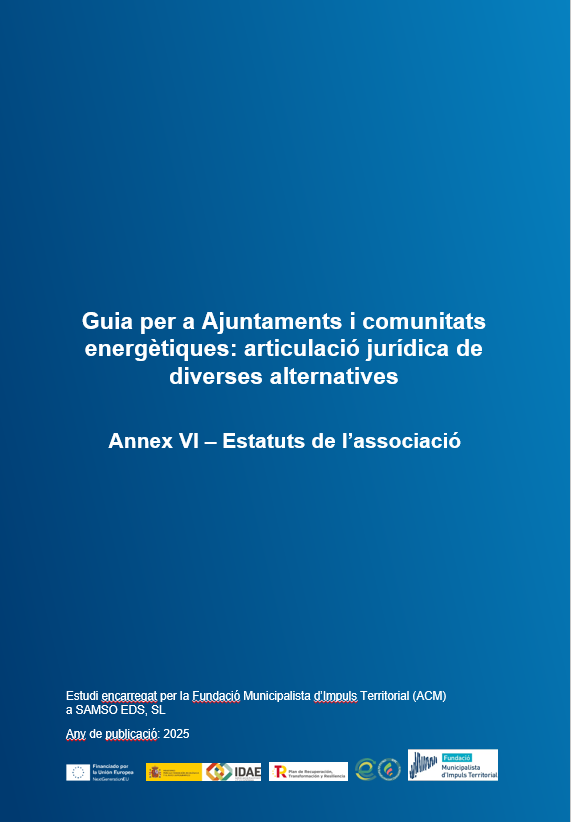 Guia per a Ajuntaments i comunitats
energètiques: articulació jurídica de
diverses alternatives
Annex VI – Estatuts de l’associació
Estudi encarregat per la Fundació Municipalista d’Impuls Territorial (ACM)
a SAMSO EDS, SL
Any de publicació: 2025
Financiado por
la Unión Europea
NextGenerationEU
IDAE
Plan de Recuperación,
Transformación y Resiliencia
Fundació
Municipalista
d'Impuls Territorial